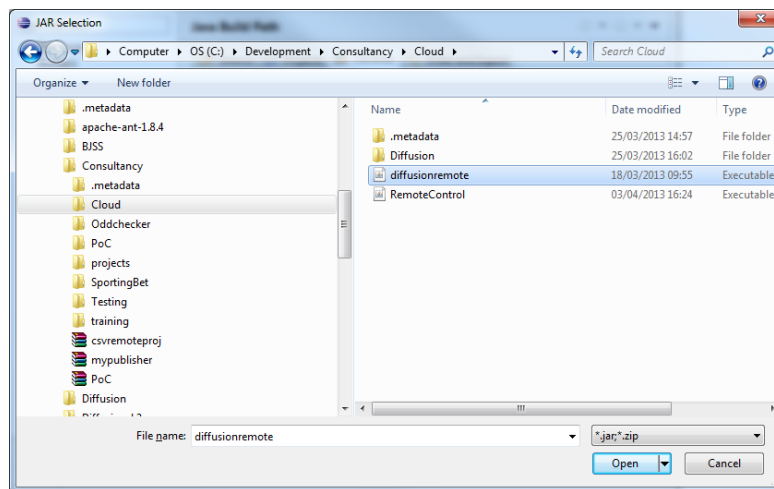 JAR Selection
Java Build Path
Computer OS (C:) Development Consultancy Cloud
Search Cloud
Organize New folder
Name Date modified Type
.metadata
apache-ant-1.8.4
BJSS
Consultancy
.metadata
Cloud
Oddchecker
PoC
projects
SportingBet
Testing
training
csvremoteproj
mypublisher
PoC
Diffusion
.metadata 25/03/2013 14:57 File folder
Diffusion 25/03/2013 16:02 File folder
diffusionremote 18/03/2013 09:55 Executable
RemoteControl 03/04/2013 16:24 Executable
File name: diffusionremote
*.jar;*.zip
Open Cancel